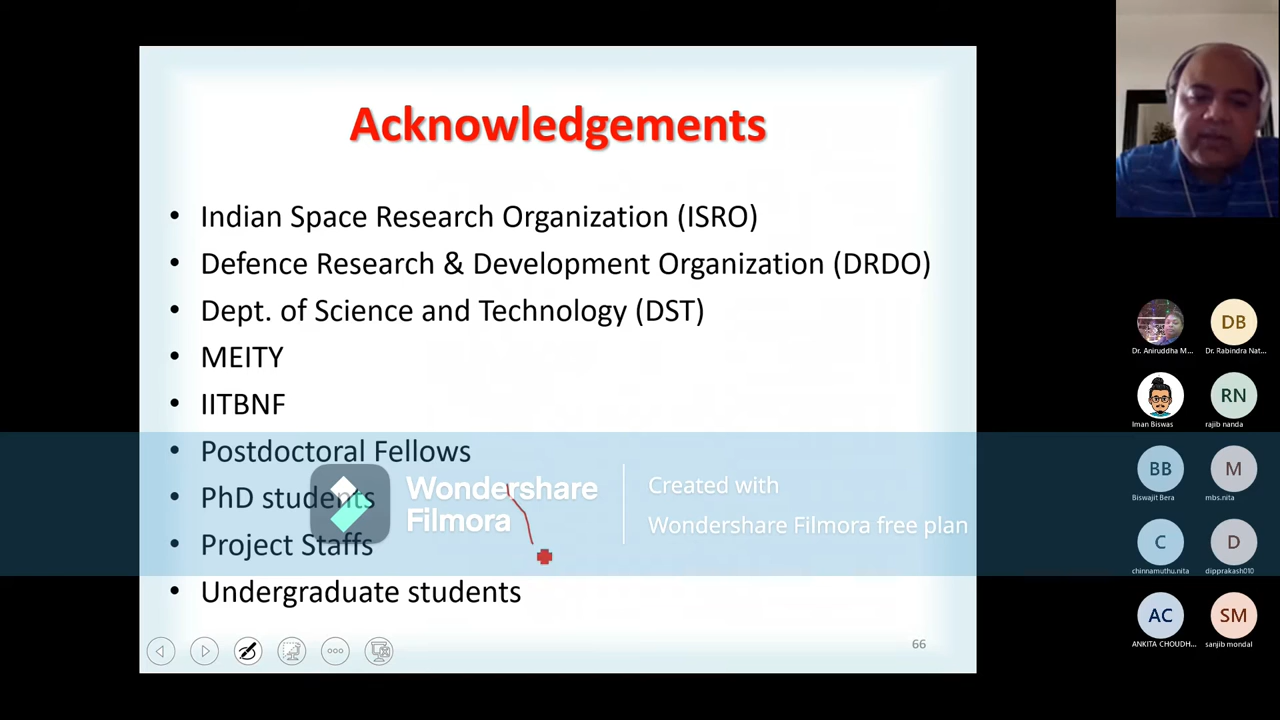 Acknowledgements
• Indian Space Research Organization (ISRO)
• Defence Research & Development Organization (DRDO)
• Dept. of Science and Technology (DST)
• MEITY
• IITBNF
• Postdoctoral Fellows
• PhD students
• Project Staffs
• Undergraduate students
Wondershare
Filmora
Created with
Wondershare Filmora free plan
66
DB
Dr. Aniruddha M...
Dr. Rabindra Nat...
RN
Iman Biswas
rajib nanda
BB
M
Biswajit Bera
mbs.nita
C
D
chinnamuthu.nita
dipprakash010
AC
SM
ANKITA CHOUDH...
sanjib mondal